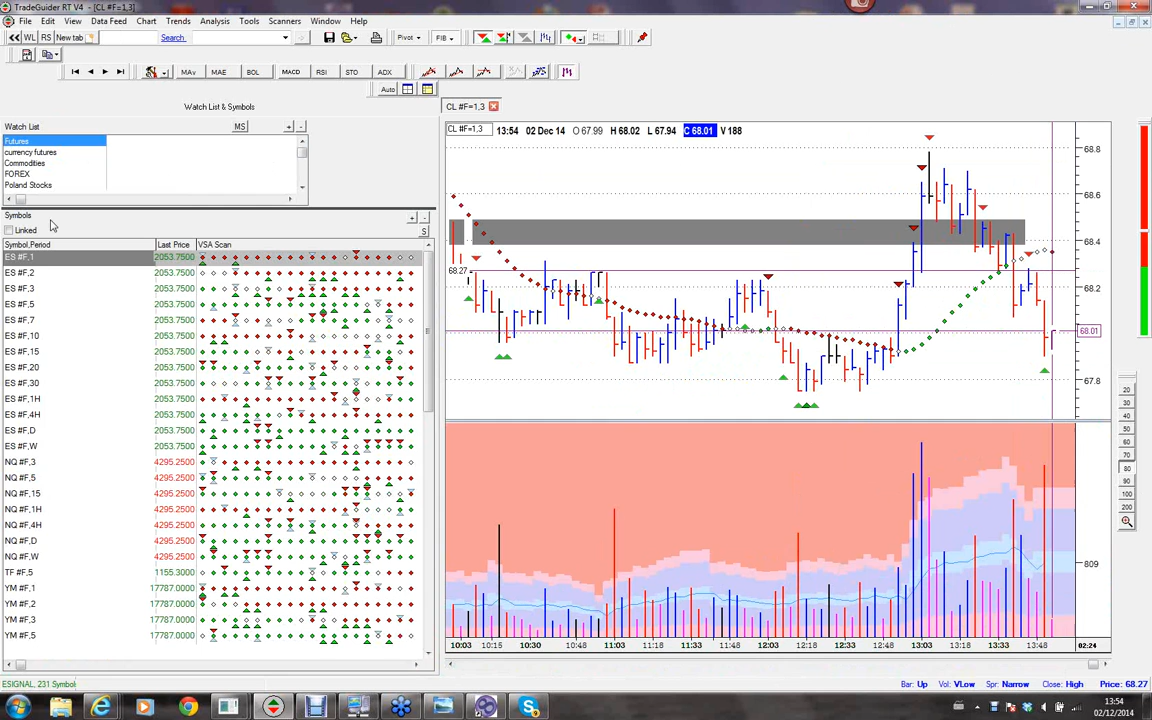 TradeGuider RT V4 - [CL #F=1,3]
File Edit View Data Feed Chart Trends Analysis Tools Scanners Window Help
WL RS New tab Search Pivot FIB
MAv MAE BOL MACD RSI STO ADX
Auto
Watch List & Symbols
CL #F=1,3
Watch List MS + -
Futures
currency futures
Commodities
FOREX
Poland Stocks
Symbols + -
Linked S
Symbol,Period Last Price VSA Scan
ES #F,1 2053.7500
ES #F,2 2053.7500
ES #F,3 2053.7500
ES #F,5 2053.7500
ES #F,7 2053.7500
ES #F,10 2053.7500
ES #F,15 2053.7500
ES #F,20 2053.7500
ES #F,30 2053.7500
ES #F,1H 2053.7500
ES #F,4H 2053.7500
ES #F,D 2053.7500
ES #F,W 2053.7500
NQ #F,3 4295.2500
NQ #F,5 4295.2500
NQ #F,15 4295.2500
NQ #F,1H 4295.2500
NQ #F,4H 4295.2500
NQ #F,D 4295.2500
NQ #F,W 4295.2500
TF #F,5 1155.3000
YM #F,1 17787.0000
YM #F,2 17787.0000
YM #F,3 17787.0000
YM #F,5 17787.0000
CL #F=1,3 13:54 02 Dec 14 O 67.99 H 68.02 L 67.94 C 68.01 V 188
68.8
68.6
68.4
68.27
68.2
68.01
67.8
809
20
30
40
50
60
70
80
90
100
200
10:03 10:15 10:30 10:48 11:03 11:15 11:33 11:48 12:03 12:15 12:33 12:48 13:03 13:18 13:33 13:48 02:24
ESIGNAL, 231 Symbol
Bar: Up Vol: VLow Spr: Narrow Close: High Price: 68.27
13:54
02/12/2014